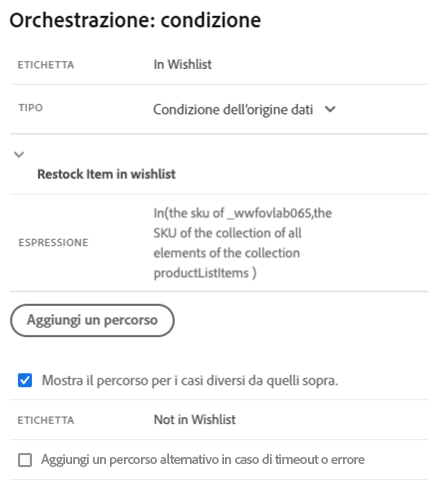 Orchestrazione: condizione
ETICHETTA In Wishlist
TIPO Condizione dell'origine dati
Restock Item in wishlist
In(the sku of _wwfovlab065,the
SKU of the collection of all
ESPRESSIONE elements of the collection
productListItems )
Aggiungi un percorso
Mostra il percorso per i casi diversi da quelli sopra.
ETICHETTA Not in Wishlist
Aggiungi un percorso alternativo in caso di timeout o errore